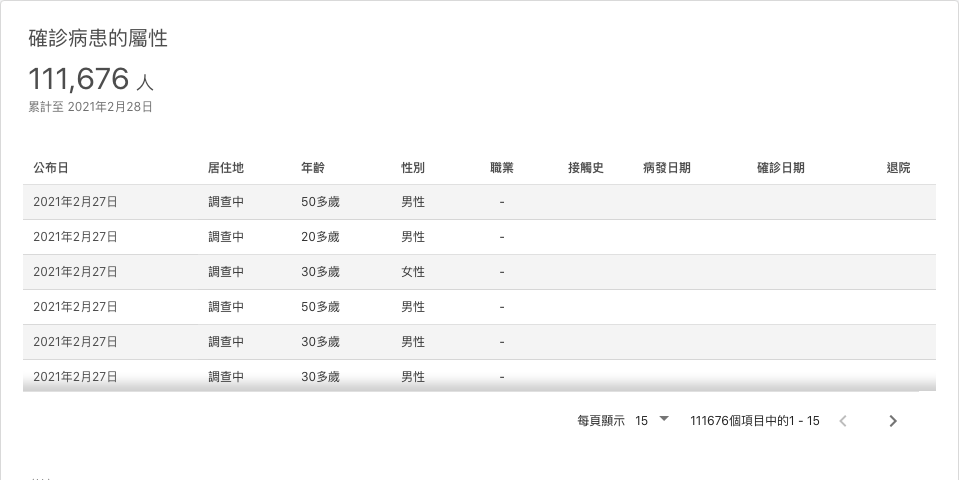 確診病患的屬性
111,676 人
累計至 2021年2月28日
公布日 居住地 年齡 性別 職業 接觸史 病發日期 確診日期 退院
2021年2月27日 調查中 50多歲 男性 -
2021年2月27日 調查中 20多歲 男性 -
2021年2月27日 調查中 30多歲 女性 -
2021年2月27日 調查中 50多歲 男性 -
2021年2月27日 調查中 30多歲 男性 -
2021年2月27日 調查中 30多歲 男性 -
每頁顯示 15 111676個項目中的1 - 15